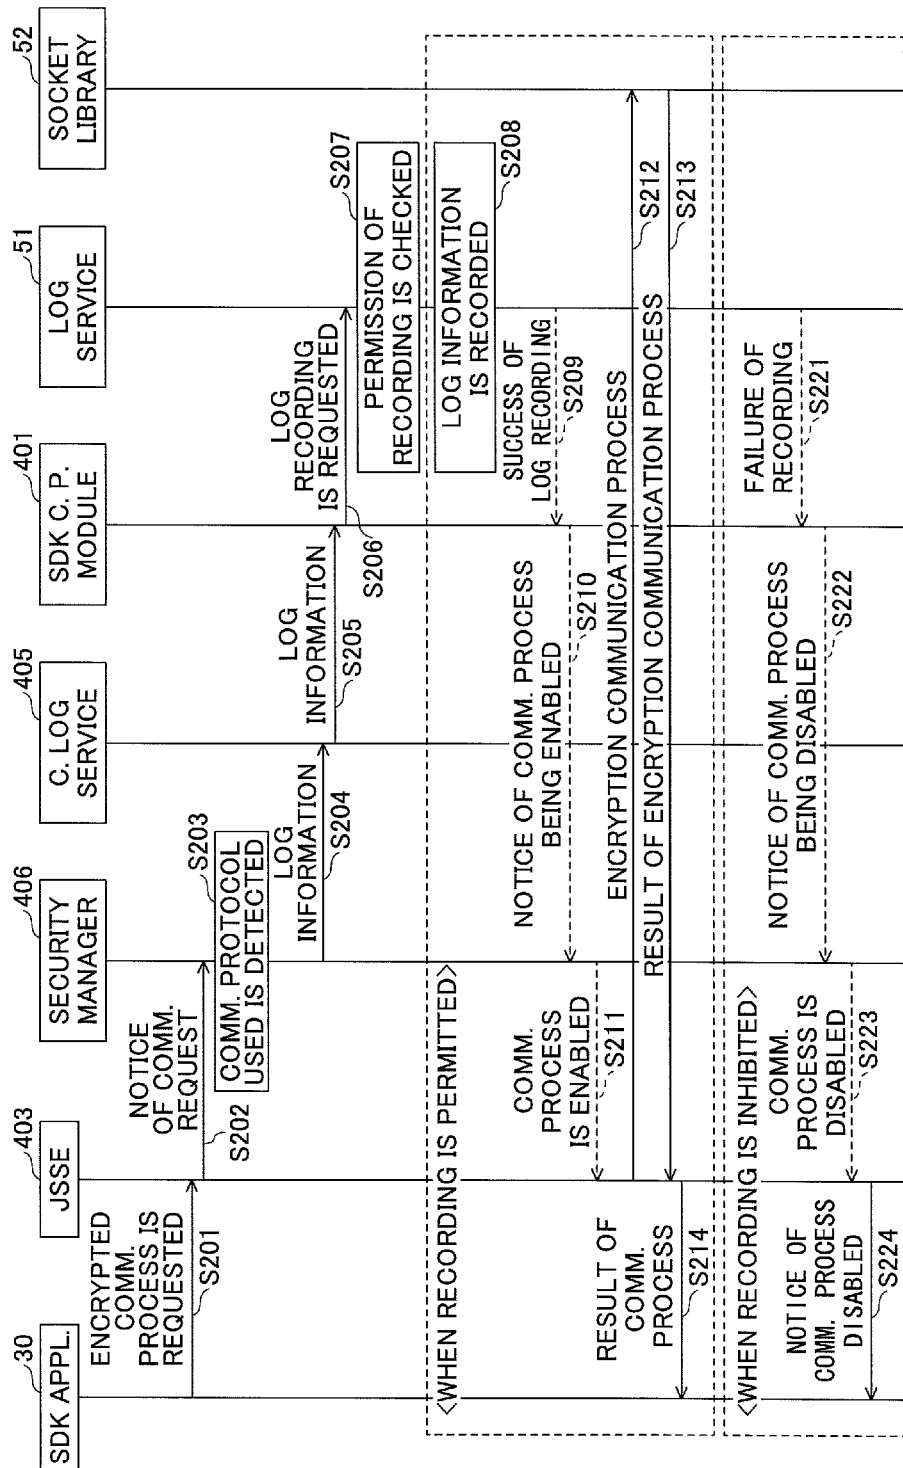 30
SDK APPL.
403
JSSE
406
SECURITY
MANAGER
405
C. LOG
SERVICE
401
SDK C. P.
MODULE
51
LOG
SERVICE
52
SOCKET
LIBRARY
ENCRYPTED
COMM.
PROCESS IS
REQUESTED
S201
NOTICE
OF COMM.
REQUEST
S202
S203
COMM. PROTOCOL
USED IS DETECTED
LOG
INFORMATION
S204
LOG
INFORMATION
S205
LOG
RECORDING
IS REQUESTED
S206
S207
PERMISSION OF
RECORDING IS CHECKED
<WHEN RECORDING IS PERMITTED>
LOG INFORMATION
IS RECORDED
S208
SUCCESS OF
LOG RECORDING
S209
NOTICE OF COMM. PROCESS
BEING ENABLED
S210
COMM.
PROCESS
IS ENABLED
S211
ENCRYPTION COMMUNICATION PROCESS
S212
RESULT OF ENCRYPTION COMMUNICATION PROCESS
S213
RESULT OF
COMM.
PROCESS
S214
<WHEN RECORDING IS INHIBITED>
FAILURE OF
RECORDING
S221
NOTICE OF COMM. PROCESS
BEING DISABLED
S222
COMM.
PROCESS IS
DISABLED
S223
NOTICE OF
COMM. PROCESS
DISABLED
S224